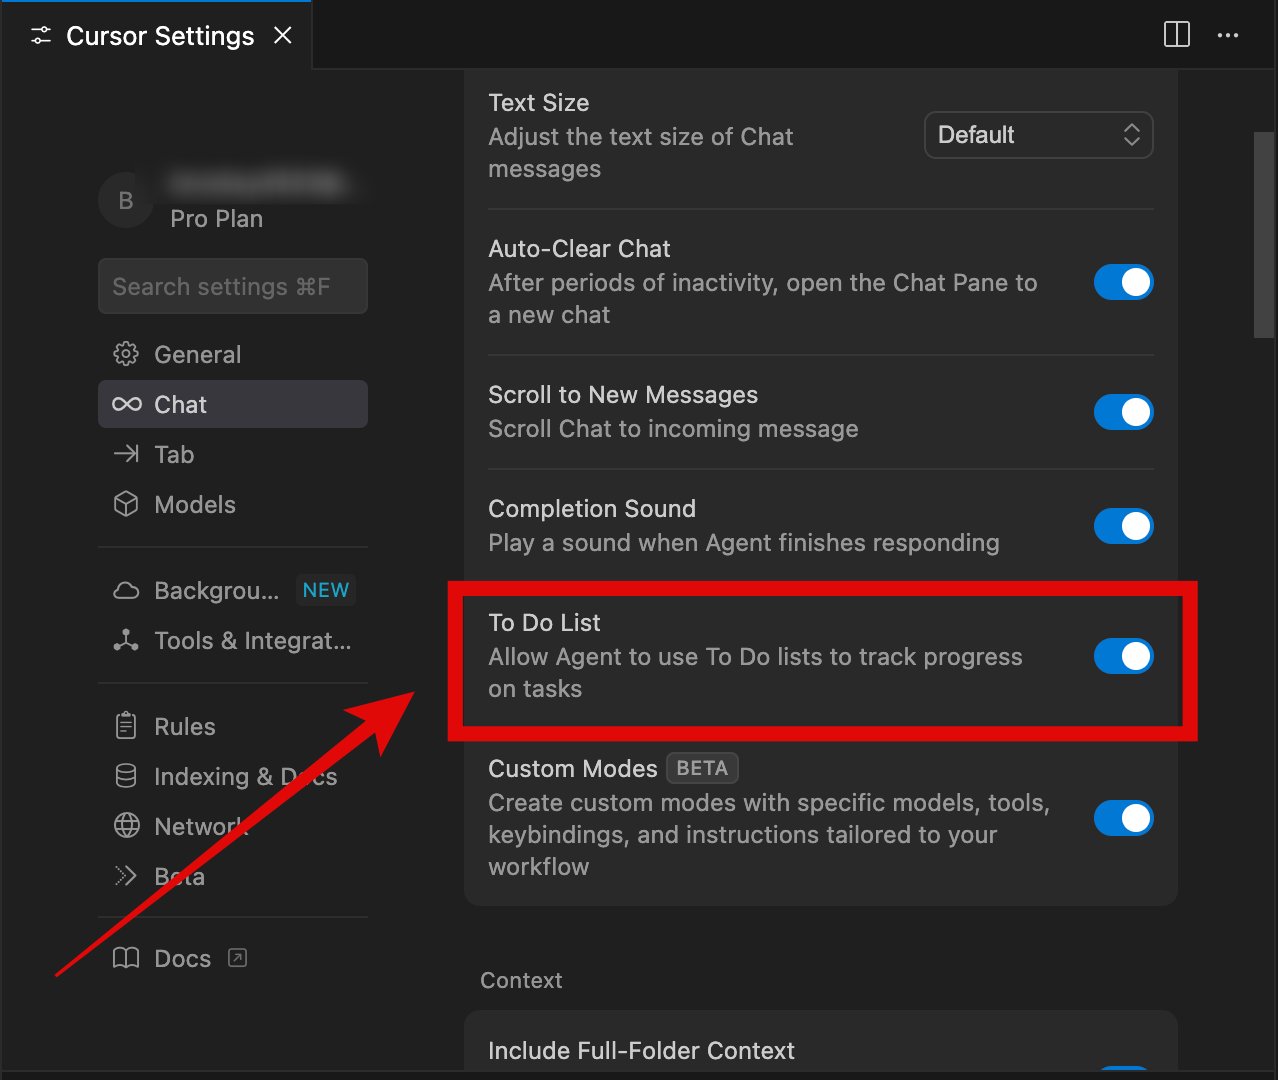 Cursor Settings
B
Pro Plan
Search settings ⌘F
General
Chat
Tab
Models
Backgrou... NEW
Tools & Integrat...
Rules
Indexing & Docs
Network
Beta
Docs
Text Size
Adjust the text size of Chat
messages
Default
Auto-Clear Chat
After periods of inactivity, open the Chat Pane to
a new chat
Scroll to New Messages
Scroll Chat to incoming message
Completion Sound
Play a sound when Agent finishes responding
To Do List
Allow Agent to use To Do lists to track progress
on tasks
Custom Modes BETA
Create custom modes with specific models, tools,
keybindings, and instructions tailored to your
workflow
Context
Include Full-Folder Context